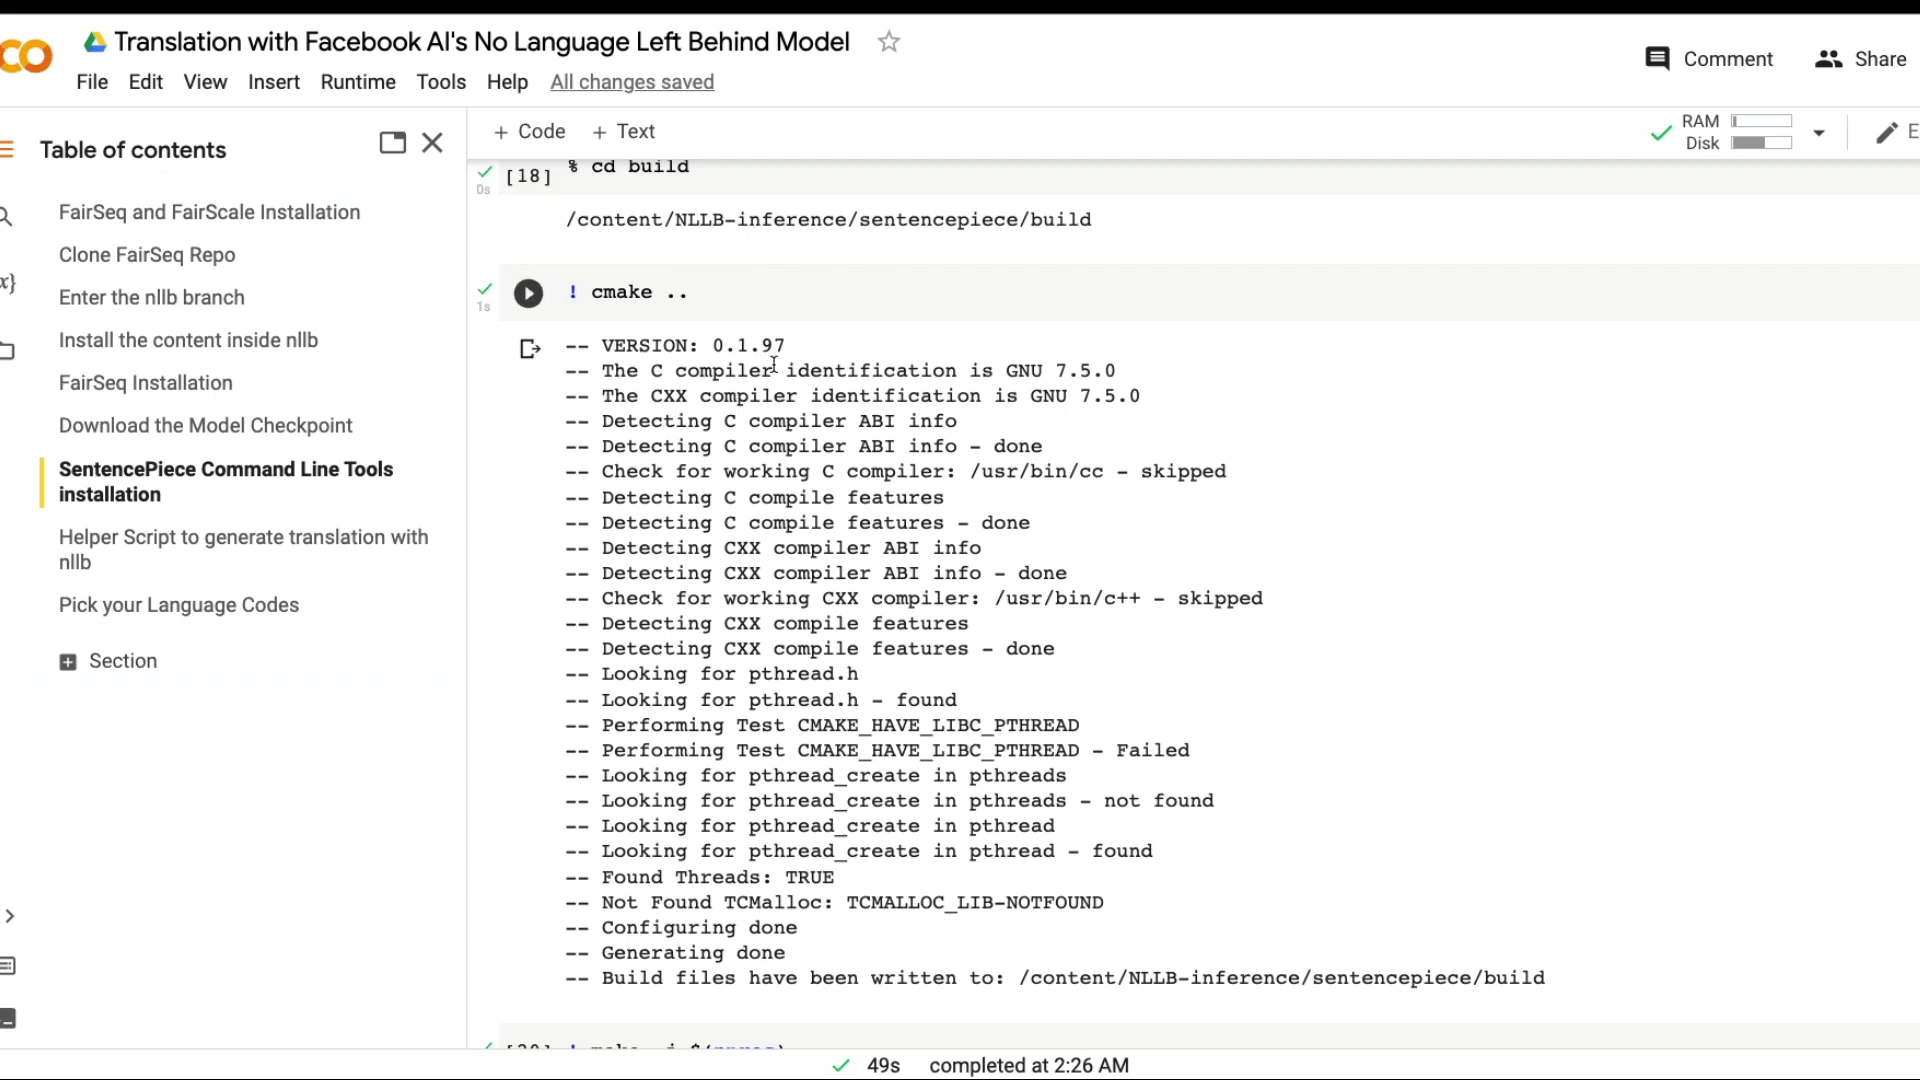 Translation with Facebook AI's No Language Left Behind Model
File Edit View Insert Runtime Tools Help All changes saved
Comment Share
Table of contents
FairSeq and FairScale Installation
Clone FairSeq Repo
Enter the nllb branch
Install the content inside nllb
FairSeq Installation
Download the Model Checkpoint
SentencePiece Command Line Tools
installation
Helper Script to generate translation with
nllb
Pick your Language Codes
Section
+ Code + Text
RAM
Disk
[18] % cd build
0s
/content/NLLB-inference/sentencepiece/build
! cmake ..
1s
-- VERSION: 0.1.97
-- The C compiler identification is GNU 7.5.0
-- The CXX compiler identification is GNU 7.5.0
-- Detecting C compiler ABI info
-- Detecting C compiler ABI info - done
-- Check for working C compiler: /usr/bin/cc - skipped
-- Detecting C compile features
-- Detecting C compile features - done
-- Detecting CXX compiler ABI info
-- Detecting CXX compiler ABI info - done
-- Check for working CXX compiler: /usr/bin/c++ - skipped
-- Detecting CXX compile features
-- Detecting CXX compile features - done
-- Looking for pthread.h
-- Looking for pthread.h - found
-- Performing Test CMAKE_HAVE_LIBC_PTHREAD
-- Performing Test CMAKE_HAVE_LIBC_PTHREAD - Failed
-- Looking for pthread_create in pthreads
-- Looking for pthread_create in pthreads - not found
-- Looking for pthread_create in pthread
-- Looking for pthread_create in pthread - found
-- Found Threads: TRUE
-- Not Found TCMalloc: TCMALLOC_LIB-NOTFOUND
-- Configuring done
-- Generating done
-- Build files have been written to: /content/NLLB-inference/sentencepiece/build
49s completed at 2:26 AM